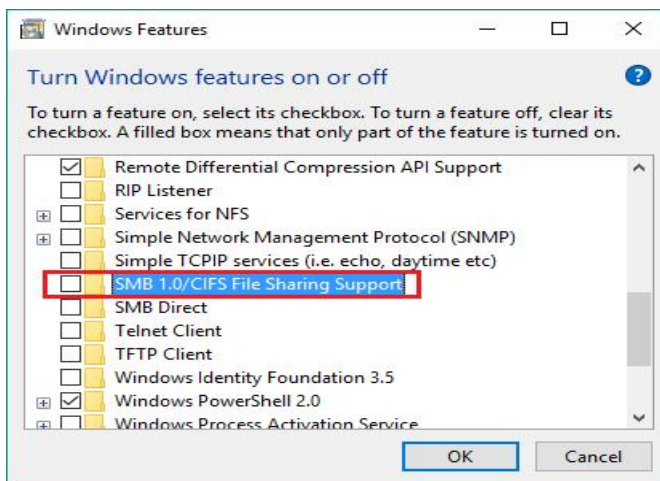 Windows Features
Turn Windows features on or off
To turn a feature on, select its checkbox. To turn a feature off, clear its
checkbox. A filled box means that only part of the feature is turned on.
Remote Differential Compression API Support
RIP Listener
Services for NFS
Simple Network Management Protocol (SNMP)
Simple TCPIP services (i.e. echo, daytime etc)
SMB 1.0/CIFS File Sharing Support
SMB Direct
Telnet Client
TFTP Client
Windows Identity Foundation 3.5
Windows PowerShell 2.0
Windows Process Activation Service
OK Cancel